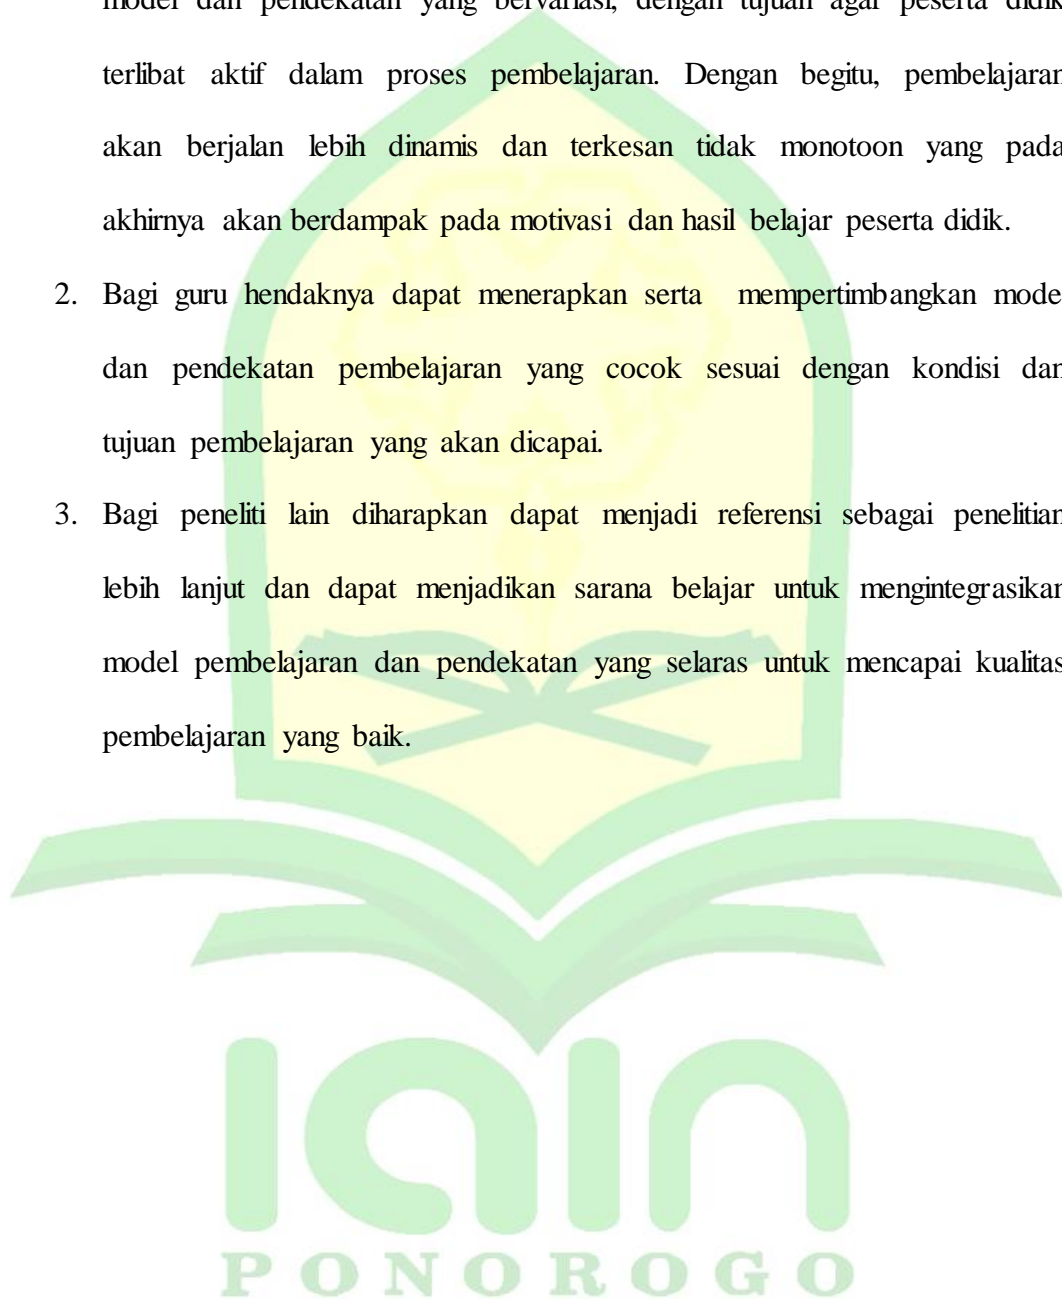 model dan pendekatan yang bervariasi, dengan tujuan agar peserta didik
terlibat aktif dalam proses pembelajaran. Dengan begitu, pembelajaran
akan berjalan lebih dinamis dan terkesan tidak monotoon yang pada
akhirnya akan berdampak pada motivasi dan hasil belajar peserta didik.
2. Bagi guru hendaknya dapat menerapkan serta mempertimbangkan model
dan pendekatan pembelajaran yang cocok sesuai dengan kondisi dan
tujuan pembelajaran yang akan dicapai.
3. Bagi peneliti lain diharapkan dapat menjadi referensi sebagai penelitian
lebih lanjut dan dapat menjadikan sarana belajar untuk mengintegrasikan
model pembelajaran dan pendekatan yang selaras untuk mencapai kualitas
pembelajaran yang baik.
iain
PONOROGO